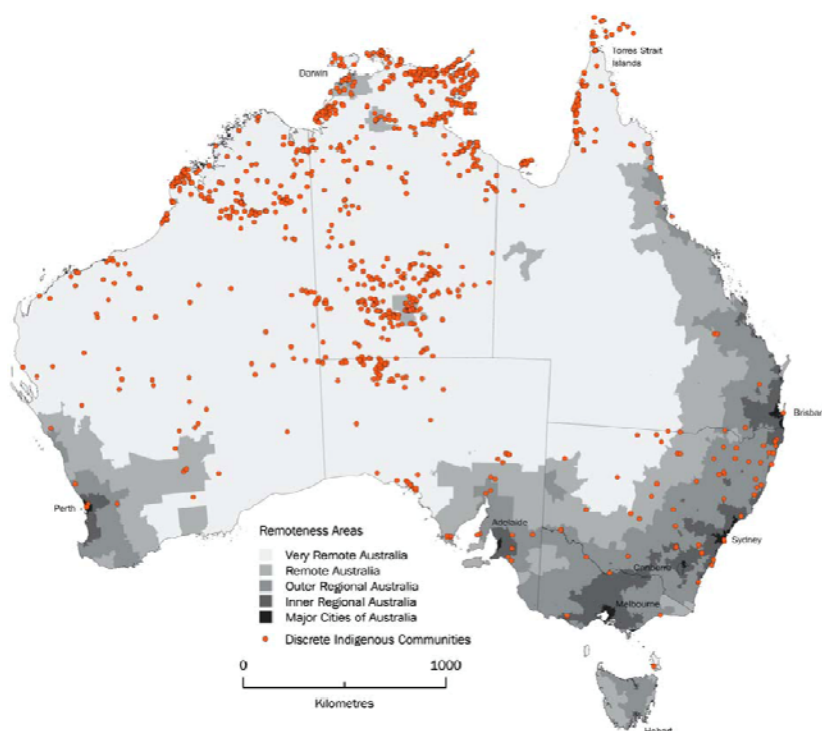 Darwin
Torres Strait
Islands
Brisban
Perth
Adelaide
Sydney
Canberra
Melbourne
Remoteness Areas
Very Remote Australia
Remote Australia
Outer Regional Australia
Inner Regional Australia
Major Cities of Australia
Discrete Indigenous Communities
0
1000
Kilometres
Hobart